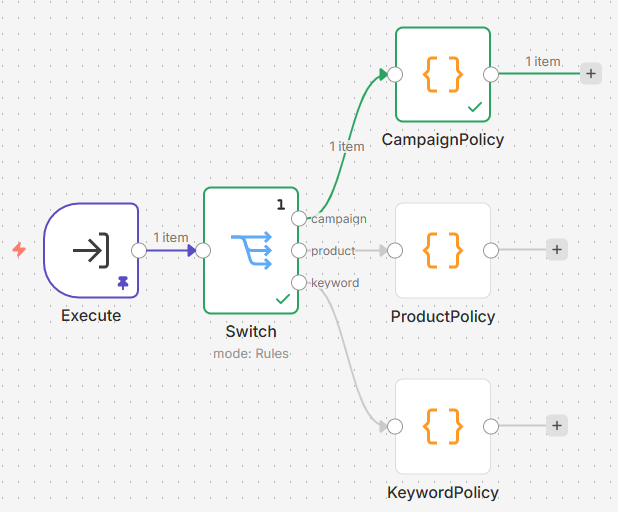 1 item
CampaignPolicy
1 item
1 item
1
campaign
product
keyword
Execute
Switch
mode: Rules
ProductPolicy
KeywordPolicy